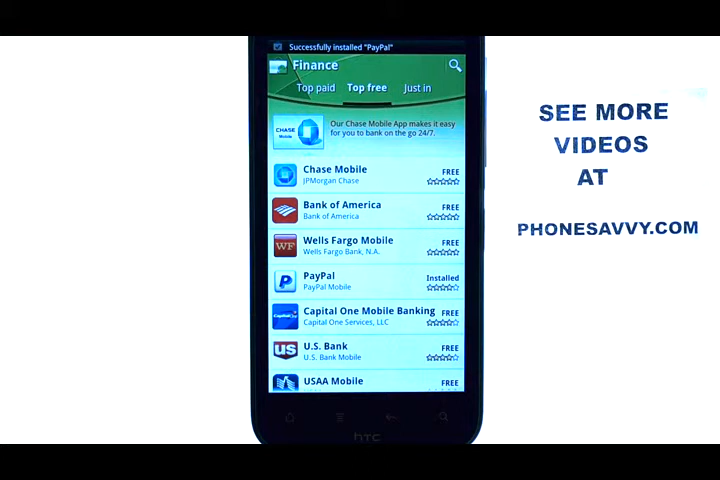 Successfully installed "PayPal"
Finance
Top paid Top free Just in
CHASE
Mobile
Our Chase Mobile App makes it easy
for you to bank on the go 24/7.
Chase Mobile FREE
JPMorgan Chase
Bank of America FREE
Bank of America
WF
Wells Fargo Mobile FREE
Wells Fargo Bank, N.A.
PayPal Installed
PayPal Mobile
Capital One Mobile Banking FREE
Capital One
Capital One Services, LLC
US
U.S. Bank FREE
U.S. Bank Mobile
USAA Mobile FREE
hTC
SEE MORE
VIDEOS
AT
PHONESAVVY.COM